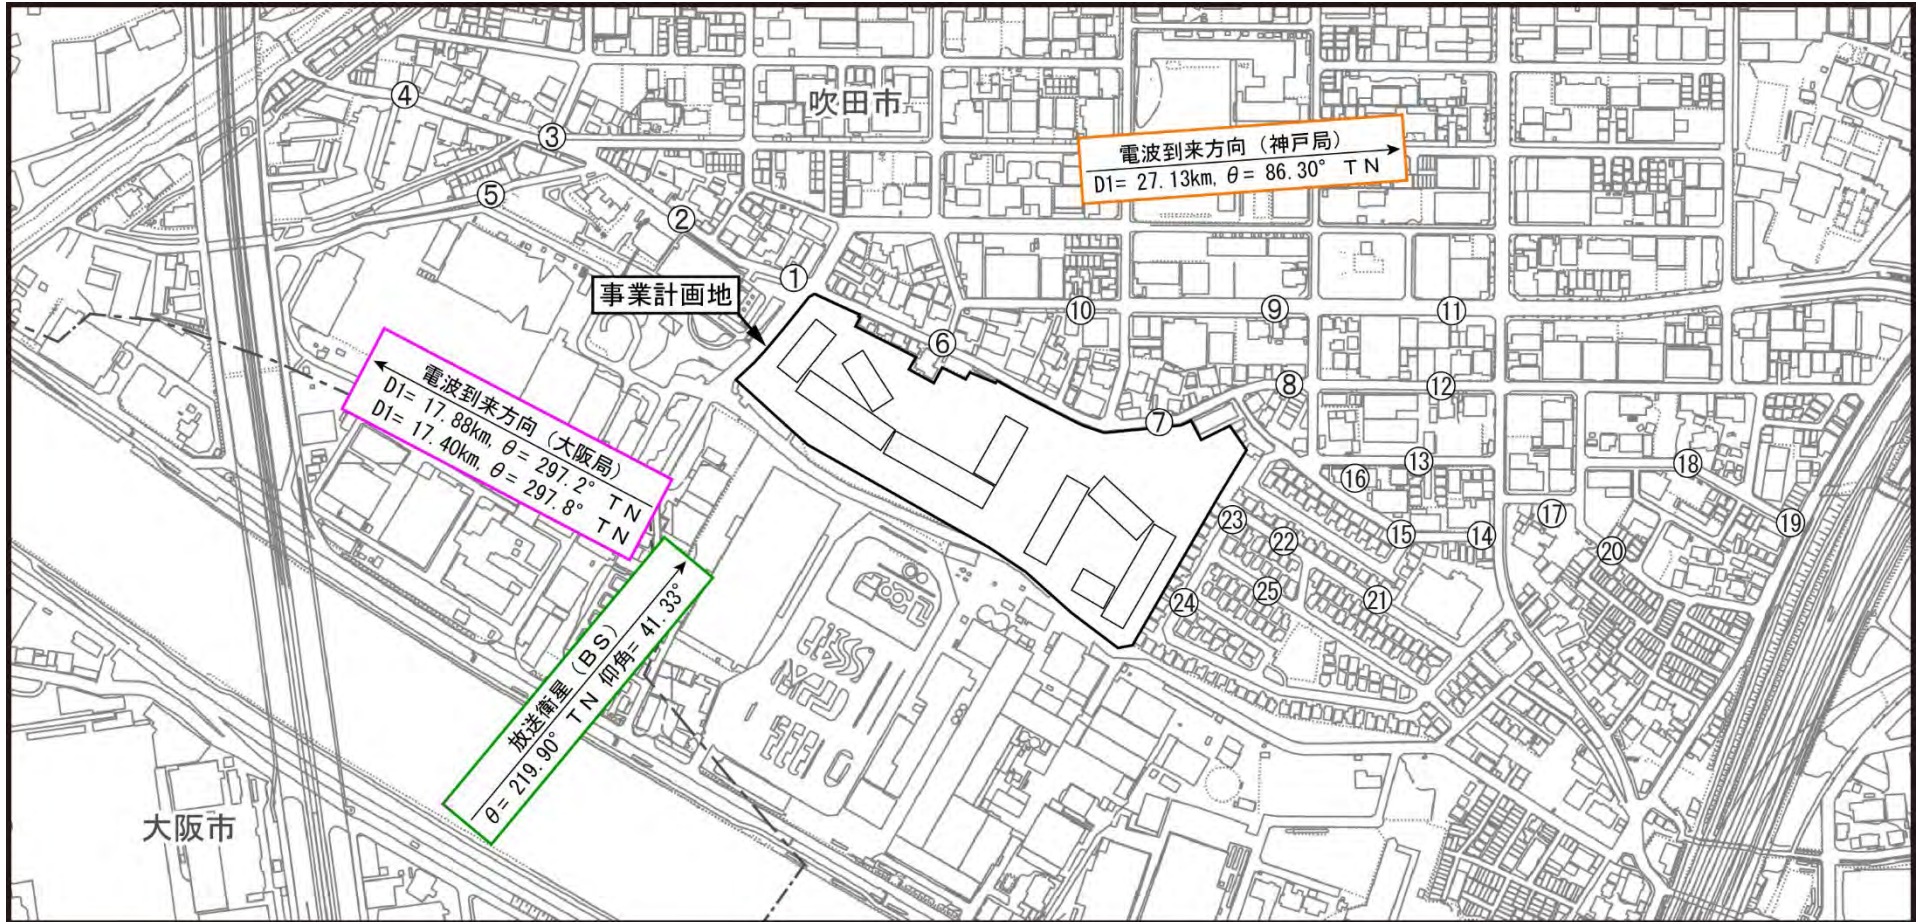 吹田市
④
③
電波到来方向（神戸局）
D1= 27.13km, θ= 86.30° TN
⑤
②
①
事業計画地
⑩
⑨
⑪
⑥
電波到来方向（大阪局）
D1= 17.88km, θ= 297.2° TN
D1= 17.40km, θ= 297.8° TN
⑧
⑫
⑦
⑬
⑱
⑯
㉓
⑰
⑲
㉒
⑮
⑭
⑳
㉔
㉕
㉑
放送衛星（BS）
θ= 219.90° TN 仰角= 41.33°
大阪市